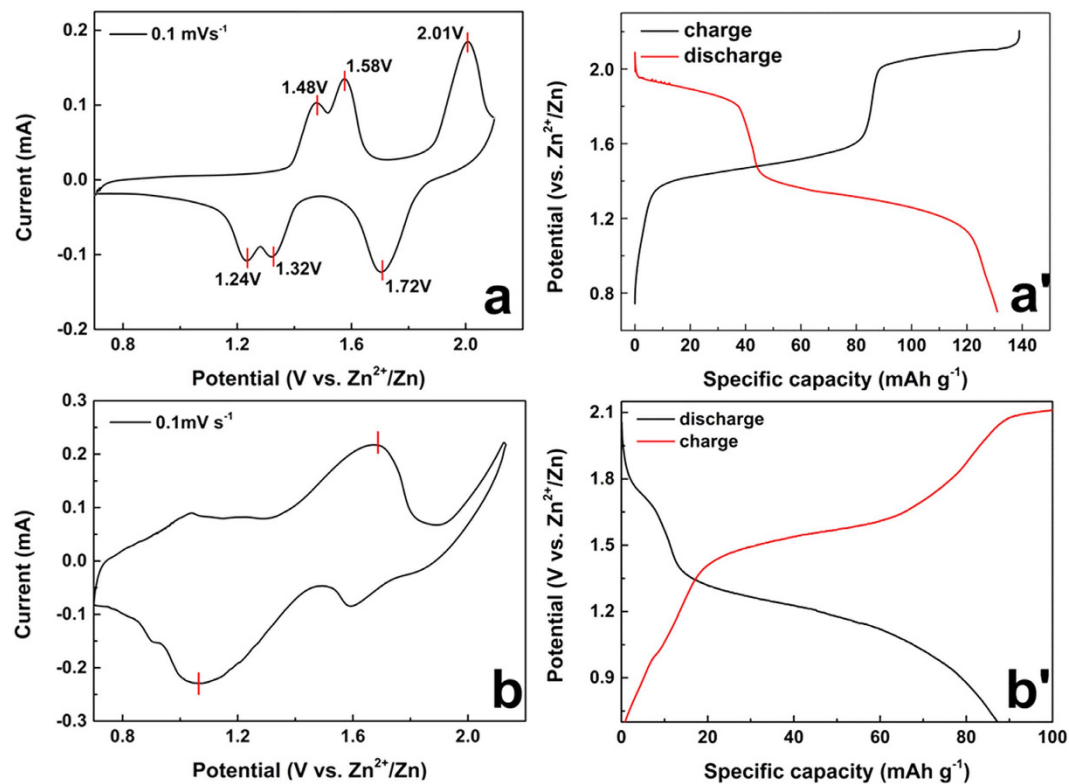 0.1 mVs⁻¹
2.01V
1.58V
1.48V
1.24V
1.32V
1.72V
a
Current (mA)
0.3
0.2
0.1
0.0
-0.1
-0.2
0.8 1.2 1.6 2.0
Potential (V vs. Zn²⁺/Zn)
charge
discharge
a'
Potential (vs. Zn²⁺/Zn)
2.0
1.6
1.2
0.8
0 20 40 60 80 100 120 140
Specific capacity (mAh g⁻¹)
0.1mV s⁻¹
b
Current (mA)
0.3
0.2
0.1
0.0
-0.1
-0.2
-0.3
0.8 1.2 1.6 2.0
Potential (V vs. Zn²⁺/Zn)
discharge
charge
b'
Potential (V vs. Zn²⁺/Zn)
2.1
1.8
1.5
1.2
0.9
0 20 40 60 80 100
Specific capacity (mAh g⁻¹)